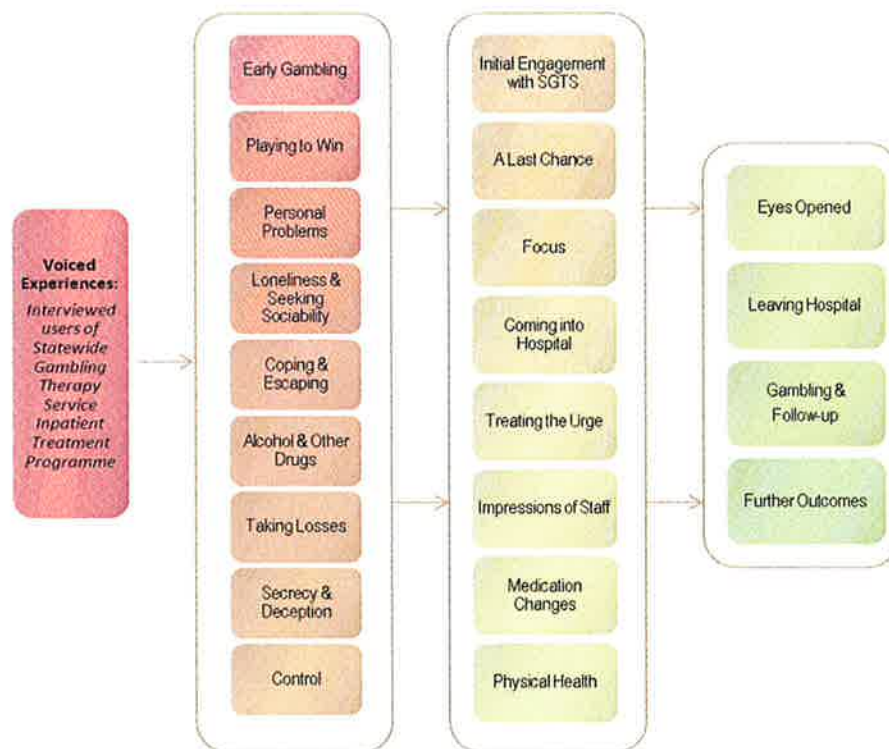 Voiced
Experiences:
Interviewed
users of
Statewide
Gambling
Therapy
Service
Inpatient
Treatment
Programme
Early Gambling
Playing to Win
Personal
Problems
Loneliness &
Seeking
Sociability
Coping &
Escaping
Alcohol & Other
Drugs
Taking Losses
Secrecy &
Deception
Control
Initial Engagement
with SGTS
A Last Chance
Focus
Coming into
Hospital
Treating the Urge
Impressions of Staff
Medication
Changes
Physical Health
Eyes Opened
Leaving Hospital
Gambling &
Follow-up
Further Outcomes